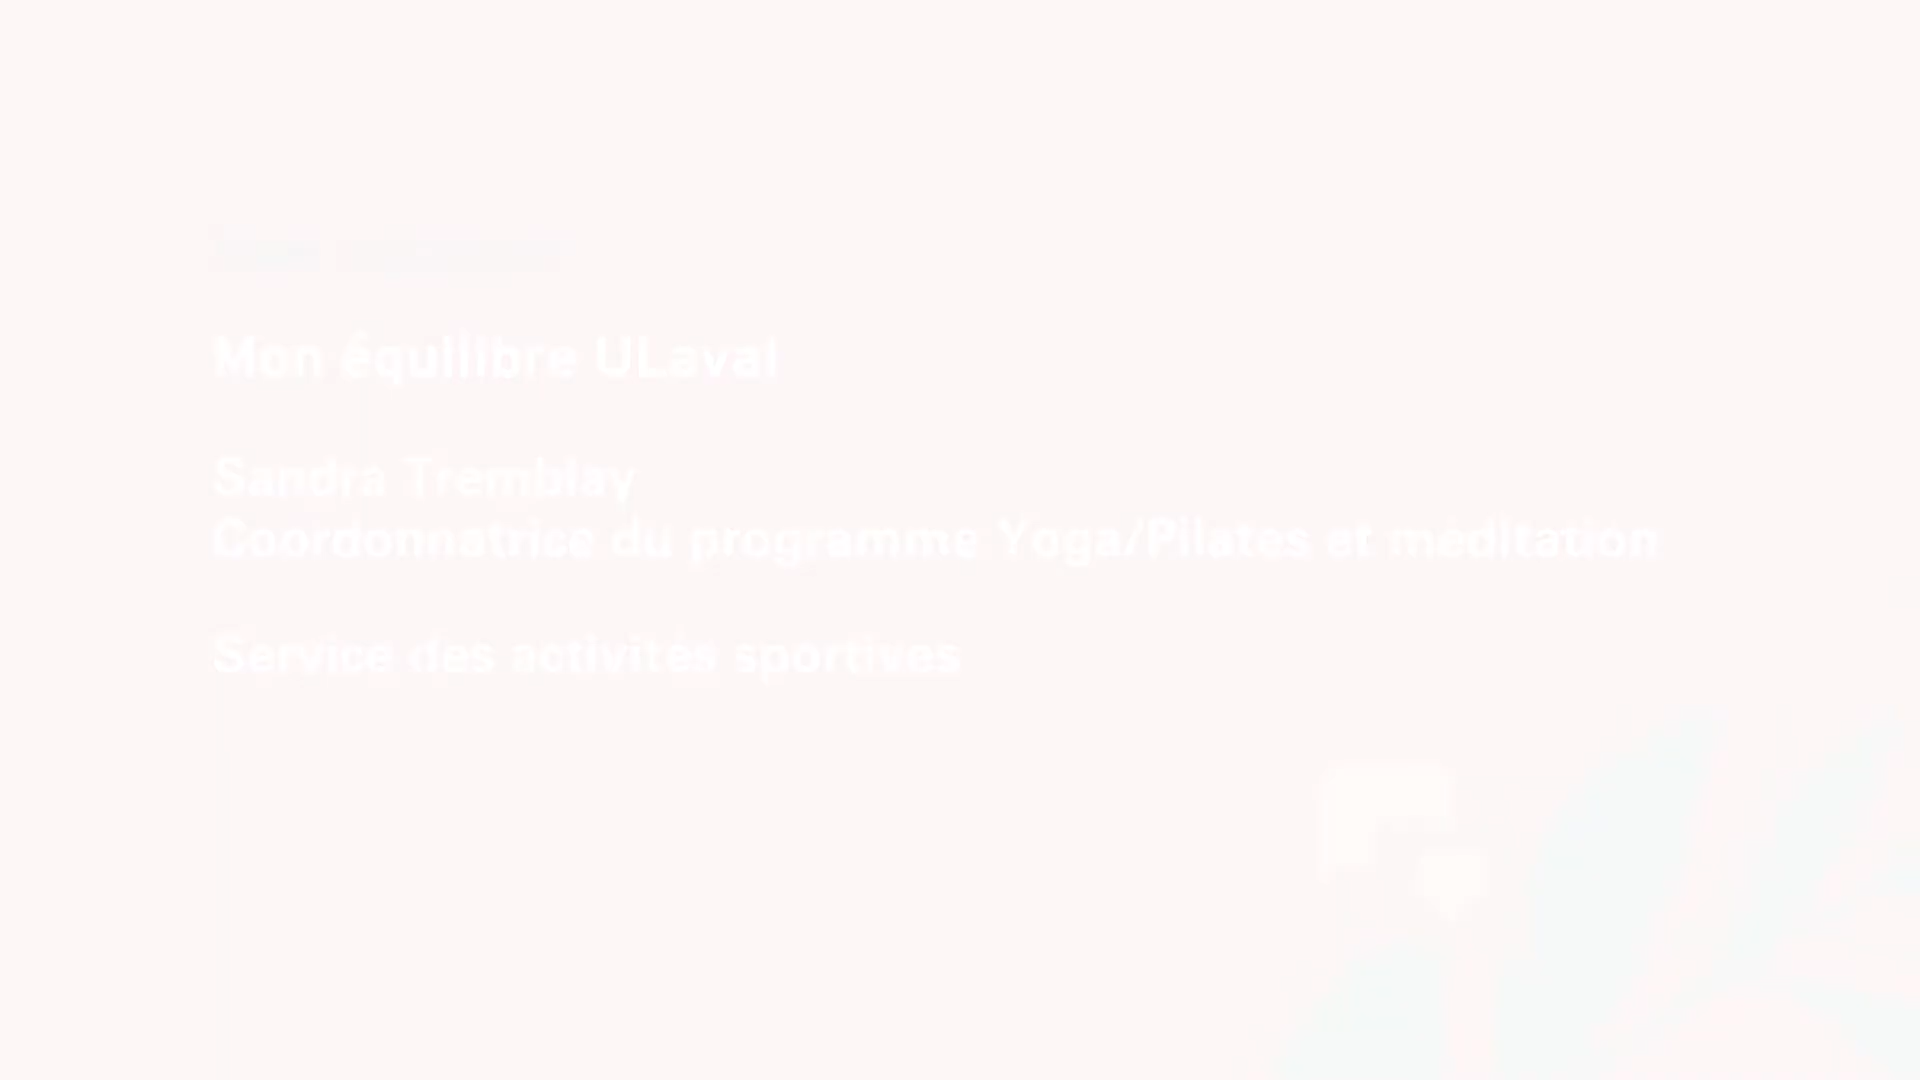 Mon équilibre ULaval
Sandra Tremblay
Coordonnatrice du programme Yoga/Pilates et méditation
Service des activités sportives